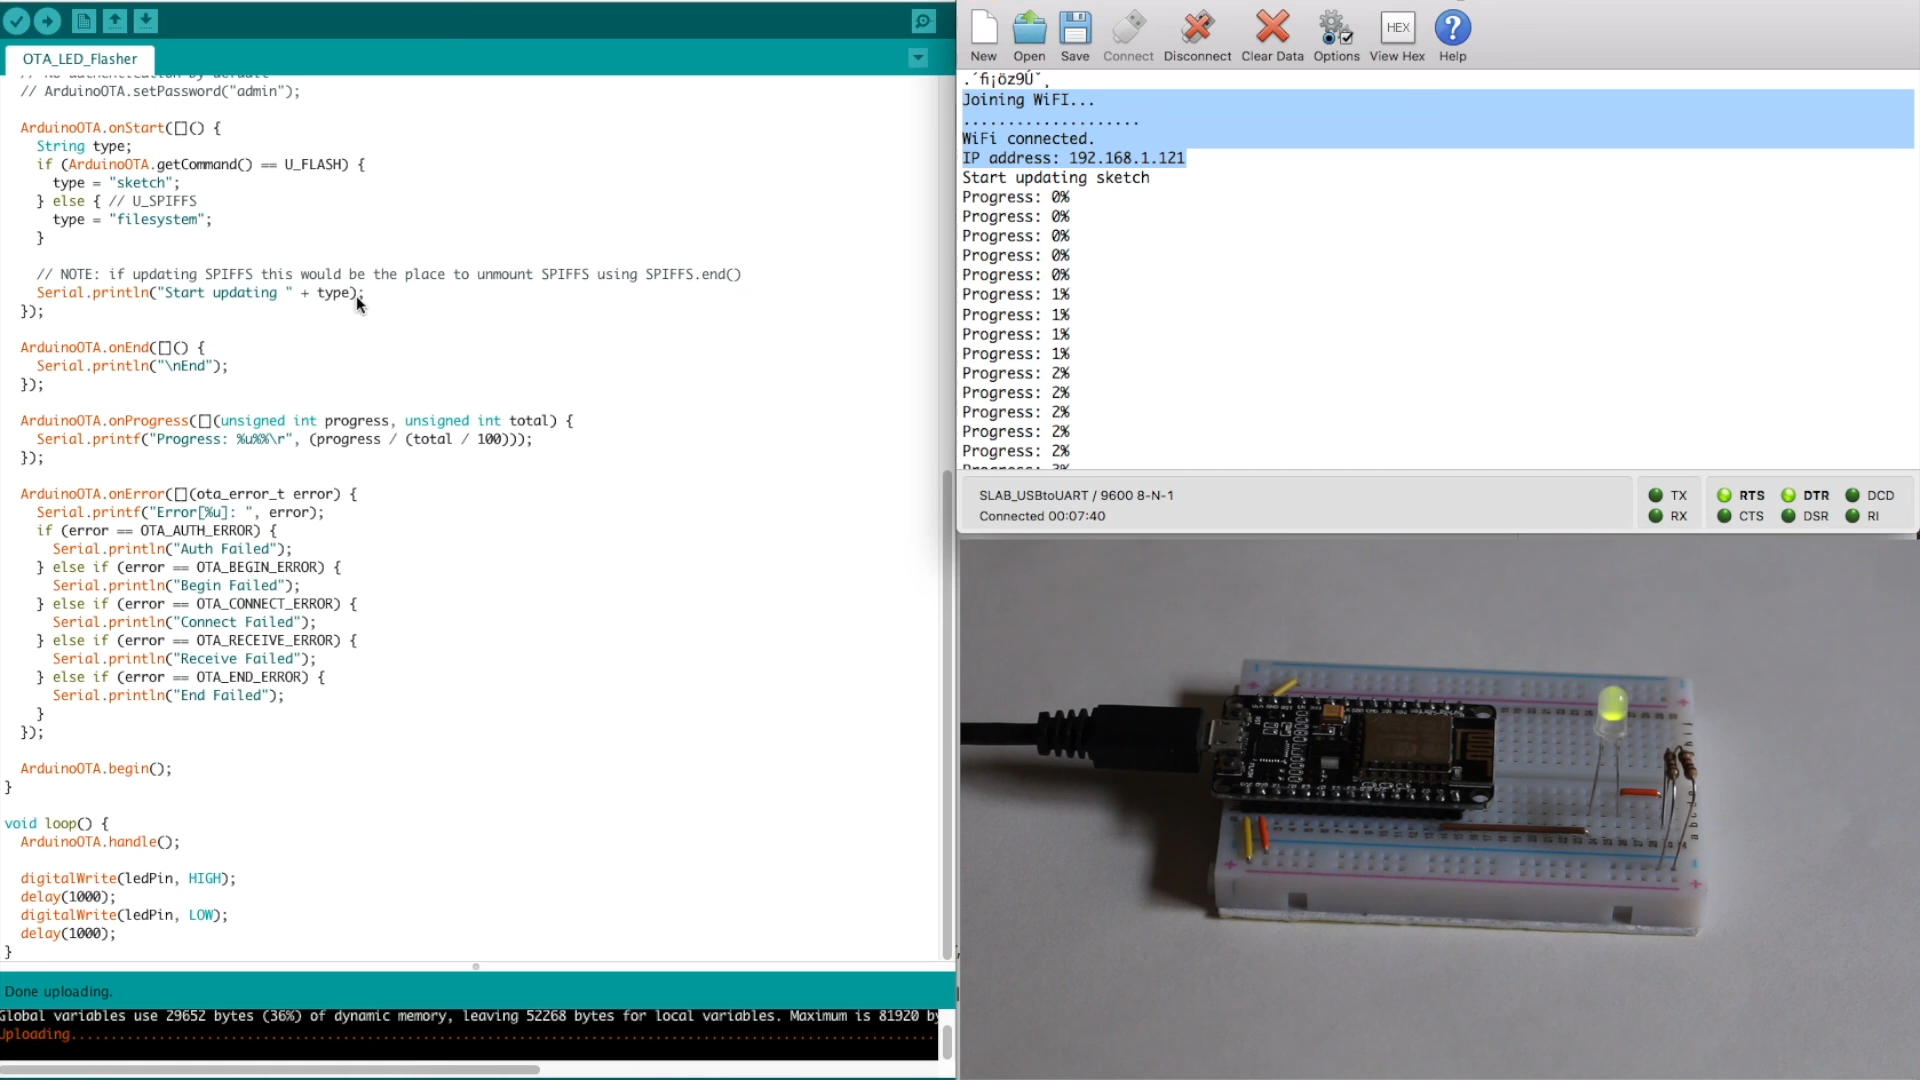 OTA_LED_Flasher
// No authentication by default
// ArduinoOTA.setPassword("admin");
ArduinoOTA.onStart([]() {
String type;
if (ArduinoOTA.getCommand() == U_FLASH) {
type = "sketch";
} else { // U_SPIFFS
type = "filesystem";
}
// NOTE: if updating SPIFFS this would be the place to unmount SPIFFS using SPIFFS.end()
Serial.println("Start updating " + type);
});
ArduinoOTA.onEnd([]() {
Serial.println("\nEnd");
});
ArduinoOTA.onProgress([](unsigned int progress, unsigned int total) {
Serial.printf("Progress: %u%%\r", (progress / (total / 100)));
});
ArduinoOTA.onError([](ota_error_t error) {
Serial.printf("Error[%u]: ", error);
if (error == OTA_AUTH_ERROR) {
Serial.println("Auth Failed");
} else if (error == OTA_BEGIN_ERROR) {
Serial.println("Begin Failed");
} else if (error == OTA_CONNECT_ERROR) {
Serial.println("Connect Failed");
} else if (error == OTA_RECEIVE_ERROR) {
Serial.println("Receive Failed");
} else if (error == OTA_END_ERROR) {
Serial.println("End Failed");
}
});
ArduinoOTA.begin();
}
void loop() {
ArduinoOTA.handle();
digitalWrite(ledPin, HIGH);
delay(1000);
digitalWrite(ledPin, LOW);
delay(1000);
}
Done uploading.
Global variables use 29652 bytes (36%) of dynamic memory, leaving 52268 bytes for local variables. Maximum is 81920 by
Uploading................................................................................
New Open Save Connect Disconnect Clear Data Options HEX View Hex Help
Joining WiFI...
....................
WiFi connected.
IP address: 192.168.1.121
Start updating sketch
Progress: 0%
Progress: 0%
Progress: 0%
Progress: 0%
Progress: 0%
Progress: 1%
Progress: 1%
Progress: 1%
Progress: 1%
Progress: 2%
Progress: 2%
Progress: 2%
Progress: 2%
Progress: 2%
Progress: 3%
SLAB_USBtoUART / 9600 8-N-1
Connected 00:07:40
TX RTS DTR DCD
RX CTS DSR RI